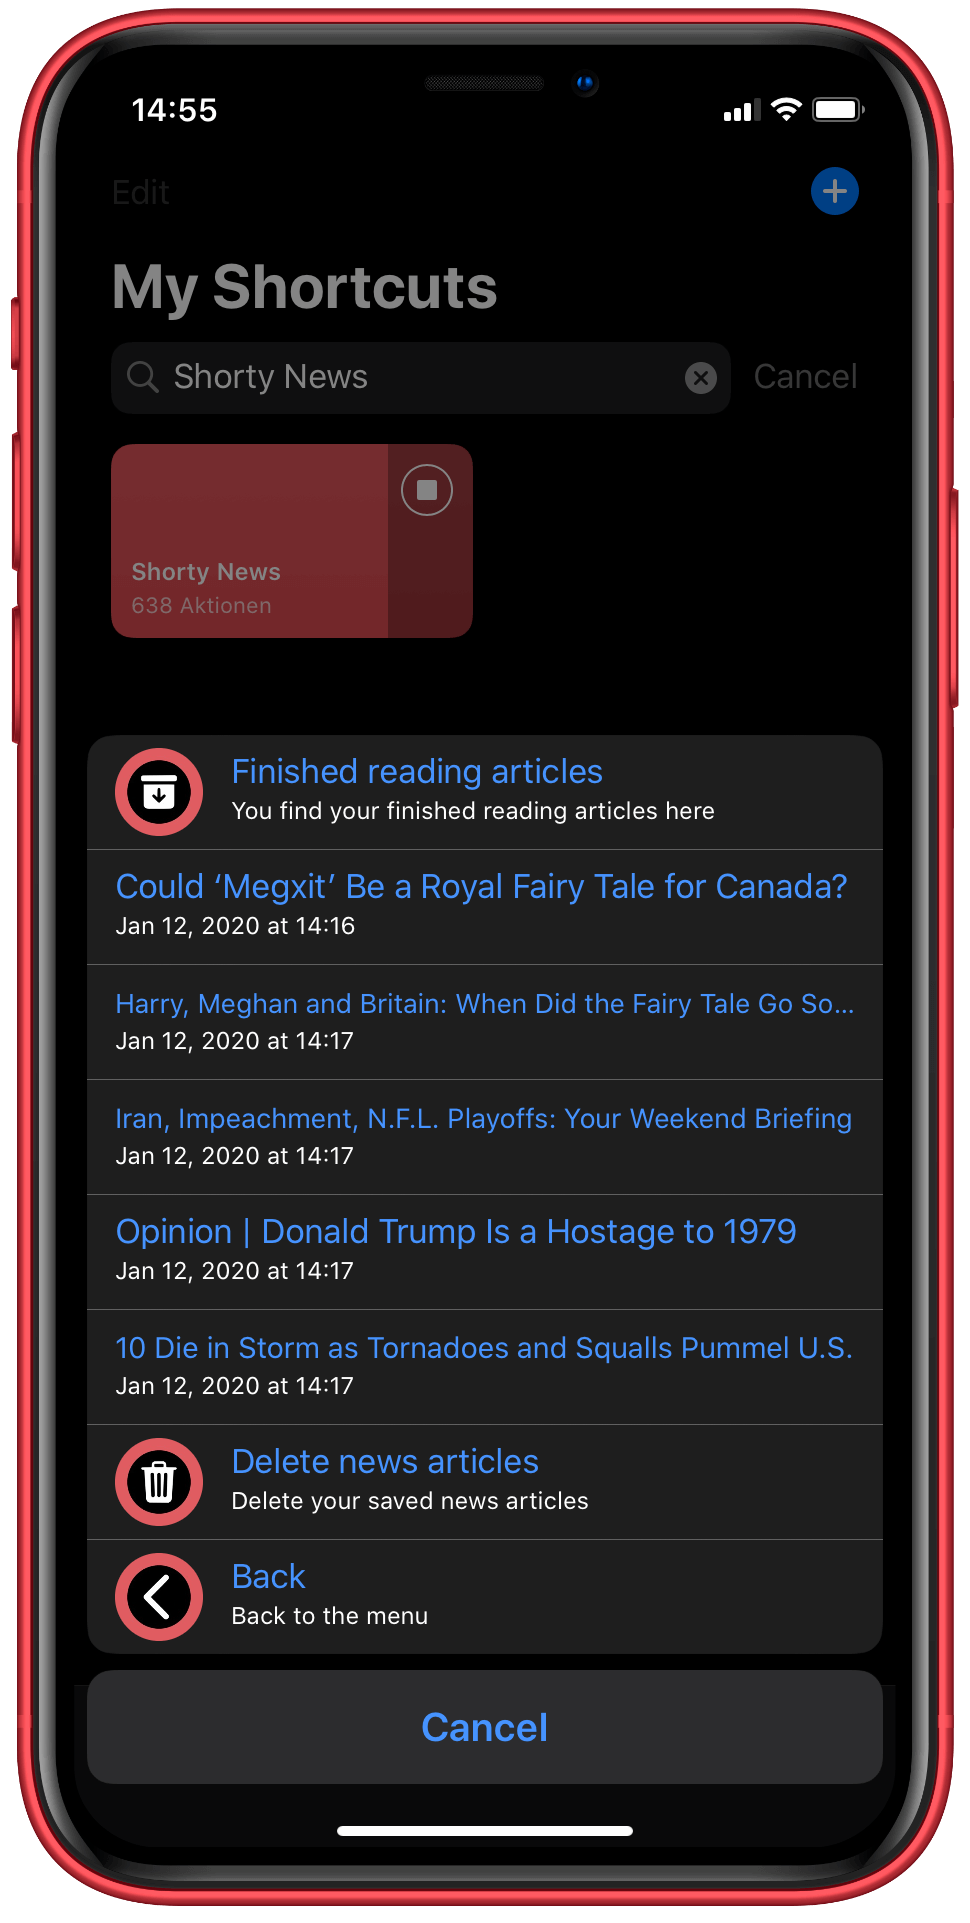 14:55
Edit
My Shortcuts
Shorty News
Cancel
Shorty News
638 Aktionen
Finished reading articles
You find your finished reading articles here
Could ‘Megxit’ Be a Royal Fairy Tale for Canada?
Jan 12, 2020 at 14:16
Harry, Meghan and Britain: When Did the Fairy Tale Go So...
Jan 12, 2020 at 14:17
Iran, Impeachment, N.F.L. Playoffs: Your Weekend Briefing
Jan 12, 2020 at 14:17
Opinion | Donald Trump Is a Hostage to 1979
Jan 12, 2020 at 14:17
10 Die in Storm as Tornadoes and Squalls Pummel U.S.
Jan 12, 2020 at 14:17
Delete news articles
Delete your saved news articles
Back
Back to the menu
Cancel